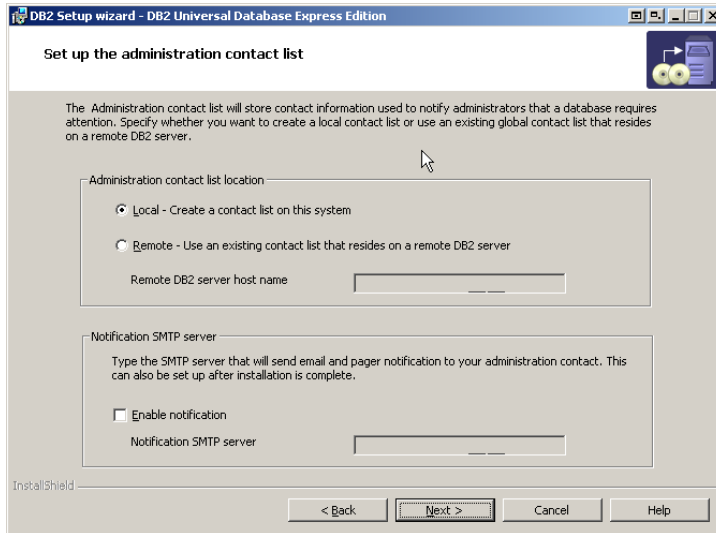 DB2 Setup wizard - DB2 Universal Database Express Edition
Set up the administration contact list
The Administration contact list will store contact information used to notify administrators that a database requires
attention. Specify whether you want to create a local contact list or use an existing global contact list that resides
on a remote DB2 server.
Administration contact list location
Local - Create a contact list on this system
Remote - Use an existing contact list that resides on a remote DB2 server
Remote DB2 server host name
Notification SMTP server
Type the SMTP server that will send email and pager notification to your administration contact. This
can also be set up after installation is complete.
Enable notification
Notification SMTP server
InstallShield
< Back Next > Cancel Help